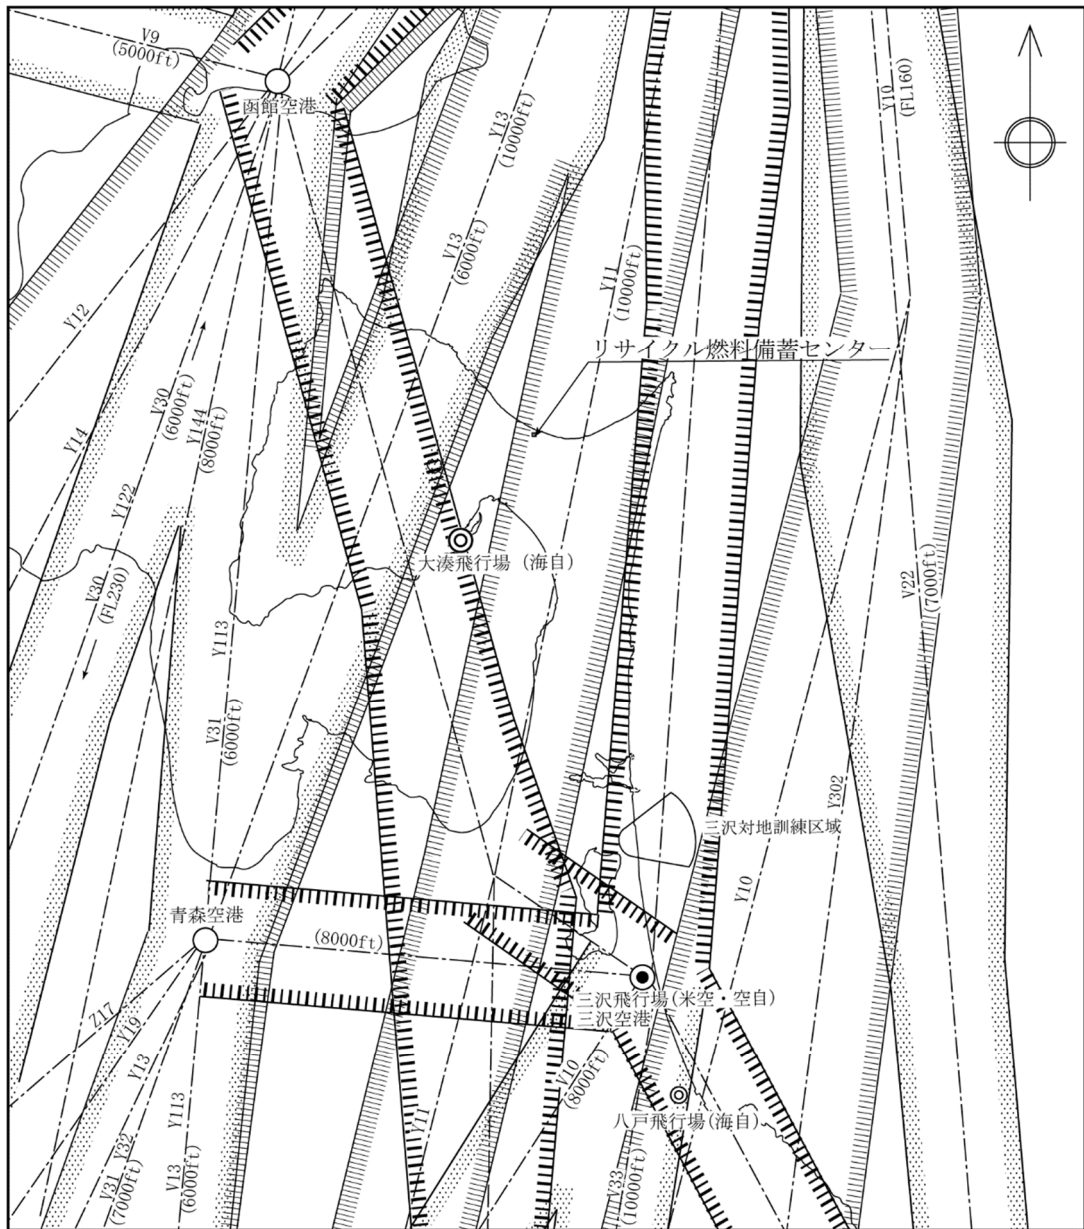 V9
(5000ft)
函館空港
Y13
(10000ft)
Y10
(FL160)
V13
(6000ft)
Y11
(10000ft)
リサイクル燃料備蓄センター
Y12
V30
(6000ft)
Y144
(8000ft)
Y14
Y122
V30
(FL230)
大湊飛行場 (海自)
V22
(7000ft)
Y113
V31
(6000ft)
Y302
三沢対地訓練区域
Y10
青森空港
(8000ft)
三沢飛行場(米空・空自)
三沢空港
Z17
Y19
Y13
V10
(8000ft)
Y113
Y11
八戸飛行場(海自)
Y32
V31
(7000ft)
V13
(6000ft)
V33
(10000ft)